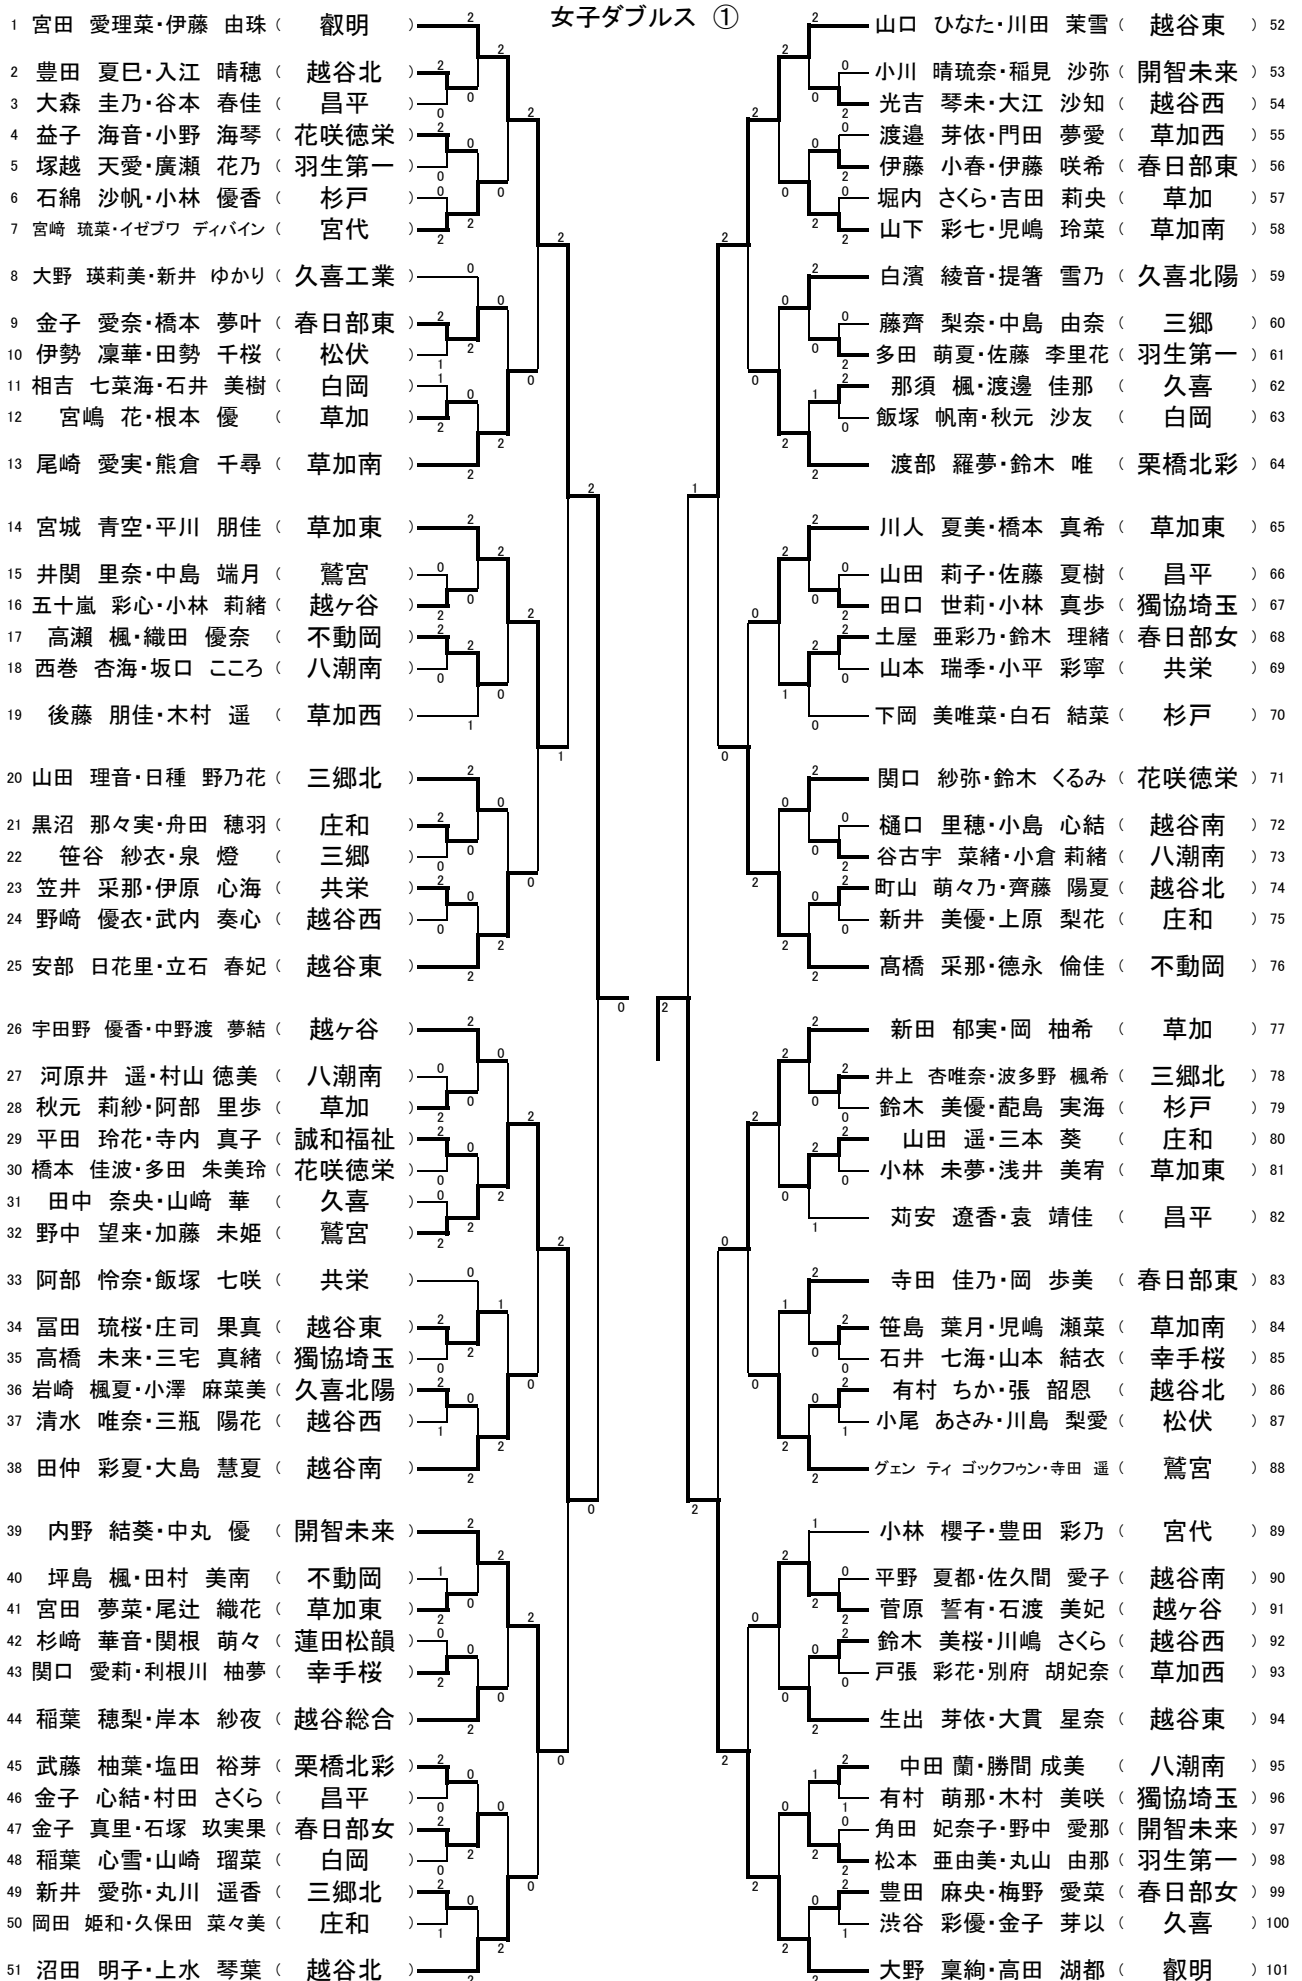 女子ダブルス ①
1 宮田 愛理菜・伊藤 由珠 ( 叡明 )
2 豊田 夏巳・入江 晴穂 ( 越谷北 )
3 大森 圭乃・谷本 春佳 ( 昌平 )
4 益子 海音・小野 海琴 ( 花咲徳栄 )
5 塚越 天愛・廣瀬 花乃 ( 羽生第一 )
6 石綿 沙帆・小林 優香 ( 杉戸 )
7 宮﨑 琉菜・イゼブワ ディバイン ( 宮代 )
8 大野 瑛莉美・新井 ゆかり ( 久喜工業 )
9 金子 愛奈・橋本 夢叶 ( 春日部東 )
10 伊勢 凜華・田勢 千桜 ( 松伏 )
11 相吉 七菜海・石井 美樹 ( 白岡 )
12 宮嶋 花・根本 優 ( 草加 )
13 尾崎 愛実・熊倉 千尋 ( 草加南 )
14 宮城 青空・平川 朋佳 ( 草加東 )
15 井関 里奈・中島 端月 ( 鷲宮 )
16 五十嵐 彩心・小林 莉緒 ( 越ヶ谷 )
17 高瀬 楓・織田 優奈 ( 不動岡 )
18 西巻 杏海・坂口 こころ ( 八潮南 )
19 後藤 朋佳・木村 遥 ( 草加西 )
20 山田 理音・日種 野乃花 ( 三郷北 )
21 黒沼 那々実・舟田 穂羽 ( 庄和 )
22 笹谷 紗衣・泉 燈 ( 三郷 )
23 笠井 采那・伊原 心海 ( 共栄 )
24 野﨑 優衣・武内 奏心 ( 越谷西 )
25 安部 日花里・立石 春妃 ( 越谷東 )
26 宇田野 優香・中野渡 夢結 ( 越ヶ谷 )
27 河原井 遥・村山 徳美 ( 八潮南 )
28 秋元 莉紗・阿部 里歩 ( 草加 )
29 平田 玲花・寺内 真子 ( 誠和福祉 )
30 橋本 佳波・多田 朱美玲 ( 花咲徳栄 )
31 田中 奈央・山﨑 華 ( 久喜 )
32 野中 望来・加藤 未姫 ( 鷲宮 )
33 阿部 怜奈・飯塚 七咲 ( 共栄 )
34 冨田 琉桜・庄司 果真 ( 越谷東 )
35 高橋 未来・三宅 真緒 ( 獨協埼玉 )
36 岩崎 楓夏・小澤 麻菜美 ( 久喜北陽 )
37 清水 唯奈・三瓶 陽花 ( 越谷西 )
38 田仲 彩夏・大島 慧夏 ( 越谷南 )
39 内野 結葵・中丸 優 ( 開智未来 )
40 坪島 楓・田村 美南 ( 不動岡 )
41 宮田 夢菜・尾辻 織花 ( 草加東 )
42 杉﨑 華音・関根 萌々 ( 蓮田松韻 )
43 関口 愛莉・利根川 柚夢 ( 幸手桜 )
44 稲葉 穂梨・岸本 紗夜 ( 越谷総合 )
45 武藤 柚葉・塩田 裕芽 ( 栗橋北彩 )
46 金子 心結・村田 さくら ( 昌平 )
47 金子 真里・石塚 玖実果 ( 春日部女 )
48 稲葉 心雪・山崎 瑠菜 ( 白岡 )
49 新井 愛弥・丸川 遥香 ( 三郷北 )
50 岡田 姫和・久保田 菜々美 ( 庄和 )
51 沼田 明子・上水 琴葉 ( 越谷北 )
山口 ひなた・川田 茉雪 ( 越谷東 ) 52
小川 晴琉奈・稲見 沙弥 ( 開智未来 ) 53
光吉 琴未・大江 沙知 ( 越谷西 ) 54
渡邉 芽依・門田 夢愛 ( 草加西 ) 55
伊藤 小春・伊藤 咲希 ( 春日部東 ) 56
堀内 さくら・吉田 莉央 ( 草加 ) 57
山下 彩七・児嶋 玲菜 ( 草加南 ) 58
白濱 綾音・提箸 雪乃 ( 久喜北陽 ) 59
藤齊 梨奈・中島 由奈 ( 三郷 ) 60
多田 萌夏・佐藤 李里花 ( 羽生第一 ) 61
那須 楓・渡邊 佳那 ( 久喜 ) 62
飯塚 帆南・秋元 沙友 ( 白岡 ) 63
渡部 羅夢・鈴木 唯 ( 栗橋北彩 ) 64
川人 夏美・橋本 真希 ( 草加東 ) 65
山田 莉子・佐藤 夏樹 ( 昌平 ) 66
田口 世莉・小林 真歩 ( 獨協埼玉 ) 67
土屋 亜彩乃・鈴木 理緒 ( 春日部女 ) 68
山本 瑞季・小平 彩寧 ( 共栄 ) 69
下岡 美唯菜・白石 結菜 ( 杉戸 ) 70
関口 紗弥・鈴木 くるみ ( 花咲徳栄 ) 71
樋口 里穂・小島 心結 ( 越谷南 ) 72
谷古宇 菜緒・小倉 莉緒 ( 八潮南 ) 73
町山 萌々乃・齊藤 陽夏 ( 越谷北 ) 74
新井 美優・上原 梨花 ( 庄和 ) 75
髙橋 采那・德永 倫佳 ( 不動岡 ) 76
新田 郁実・岡 柚希 ( 草加 ) 77
井上 杏唯奈・波多野 楓希 ( 三郷北 ) 78
鈴木 美優・蓜島 実海 ( 杉戸 ) 79
山田 遥・三本 葵 ( 庄和 ) 80
小林 未夢・浅井 美宥 ( 草加東 ) 81
苅安 遼香・袁 靖佳 ( 昌平 ) 82
寺田 佳乃・岡 歩美 ( 春日部東 ) 83
笹島 葉月・児嶋 瀬菜 ( 草加南 ) 84
石井 七海・山本 結衣 ( 幸手桜 ) 85
有村 ちか・張 韶恩 ( 越谷北 ) 86
小尾 あさみ・川島 梨愛 ( 松伏 ) 87
グェン ティ ゴックフゥン・寺田 遥 ( 鷲宮 ) 88
小林 櫻子・豊田 彩乃 ( 宮代 ) 89
平野 夏都・佐久間 愛子 ( 越谷南 ) 90
菅原 誓有・石渡 美妃 ( 越ヶ谷 ) 91
鈴木 美桜・川嶋 さくら ( 越谷西 ) 92
戸張 彩花・別府 胡妃奈 ( 草加西 ) 93
生出 芽依・大貫 星奈 ( 越谷東 ) 94
中田 蘭・勝間 成美 ( 八潮南 ) 95
有村 萌那・木村 美咲 ( 獨協埼玉 ) 96
角田 妃奈子・野中 愛那 ( 開智未来 ) 97
松本 亜由美・丸山 由那 ( 羽生第一 ) 98
豊田 麻央・梅野 愛菜 ( 春日部女 ) 99
渋谷 彩優・金子 芽以 ( 久喜 ) 100
大野 稟絢・高田 湖都 ( 叡明 ) 101